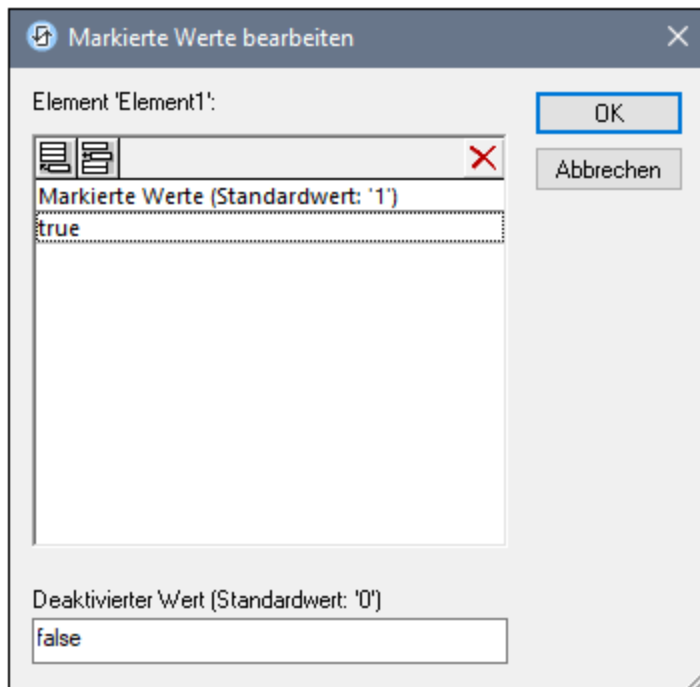 Markierte Werte bearbeiten
Element 'Element1':
OK
Abbrechen
Markierte Werte (Standardwert: '1')
true
Deaktivierter Wert (Standardwert: '0')
false